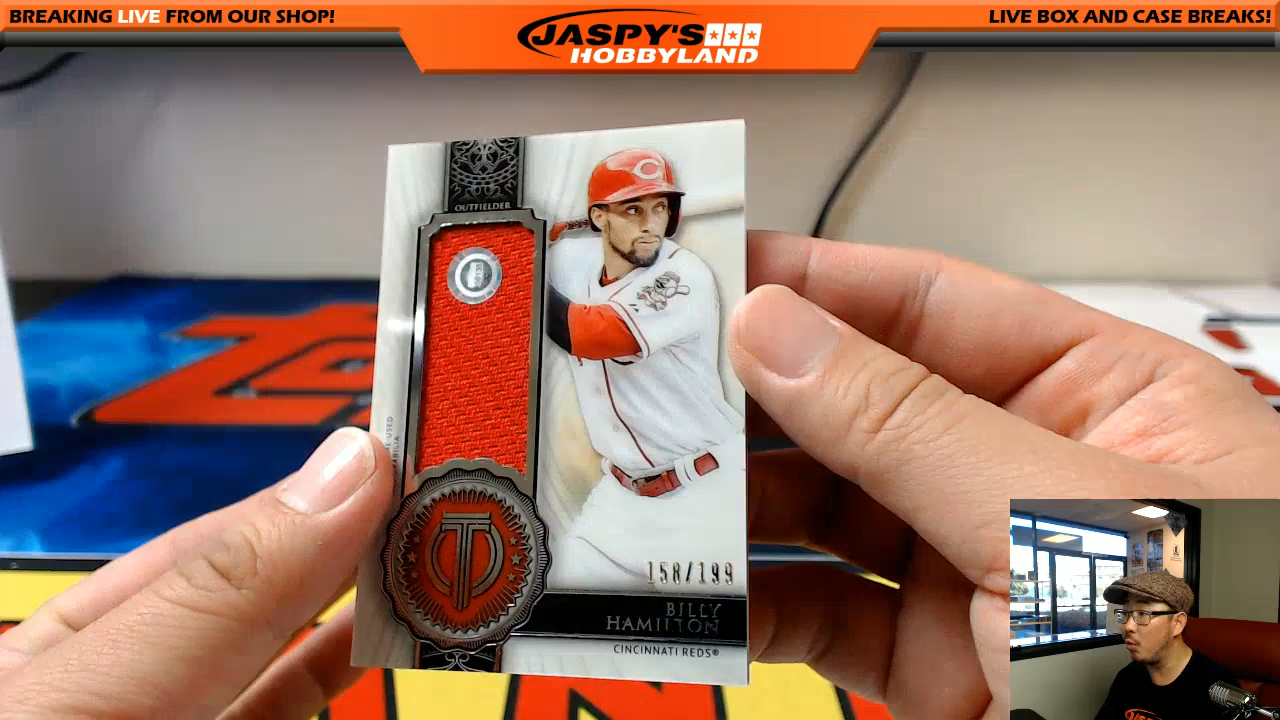 BREAKING LIVE FROM OUR SHOP!
JASPY'S
HOBBYLAND
LIVE BOX AND CASE BREAKS!
OUTFIELDER
158/199
BILLY
HAMILTON
CINCINNATI REDS®